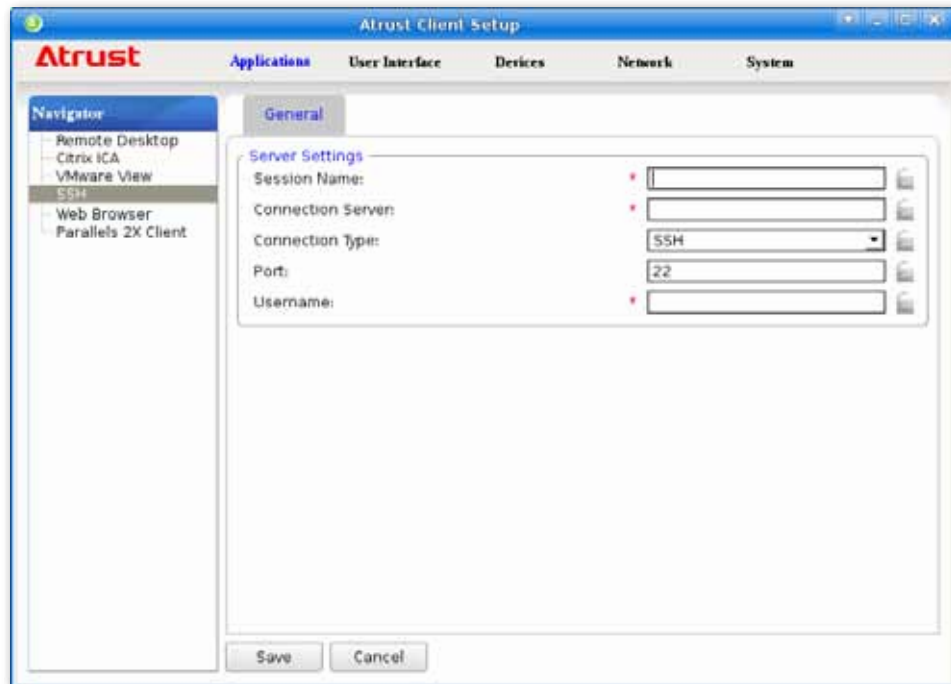 Atrust Client Setup
Atrust
Applications User Interface Devices Network System
Navigator
Remote Desktop
Citrix ICA
VMware View
SSH
Web Browser
Parallels 2X Client
General
Server Settings
Session Name: *
Connection Server: *
Connection Type: SSH
Port: 22
Username: *
Save Cancel